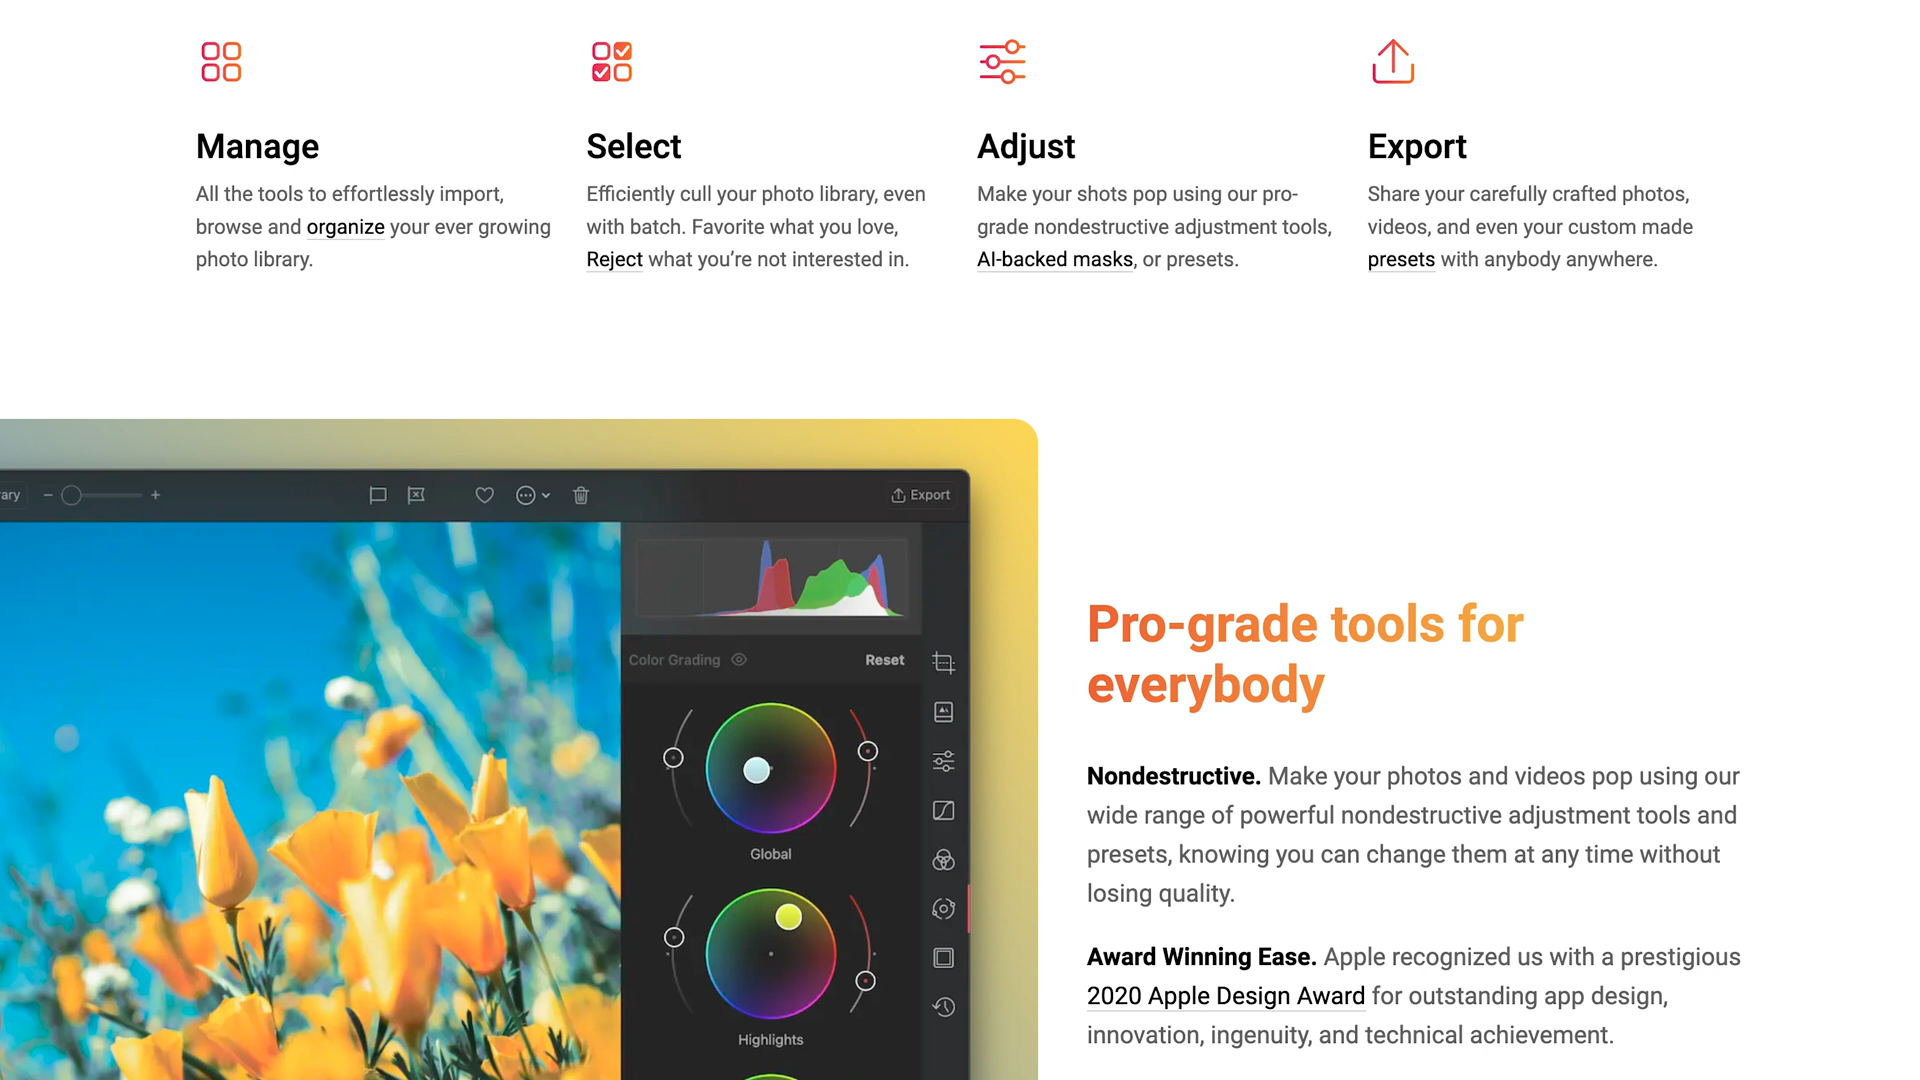 Manage
All the tools to effortlessly import,
browse and organize your ever growing
photo library.
Select
Efficiently cull your photo library, even
with batch. Favorite what you love,
Reject what you’re not interested in.
Adjust
Make your shots pop using our pro-
grade nondestructive adjustment tools,
AI-backed masks, or presets.
Export
Share your carefully crafted photos,
videos, and even your custom made
presets with anybody anywhere.
Export
Color Grading
Reset
Global
Highlights
Pro-grade tools for
everybody
Nondestructive. Make your photos and videos pop using our
wide range of powerful nondestructive adjustment tools and
presets, knowing you can change them at any time without
losing quality.
Award Winning Ease. Apple recognized us with a prestigious
2020 Apple Design Award for outstanding app design,
innovation, ingenuity, and technical achievement.